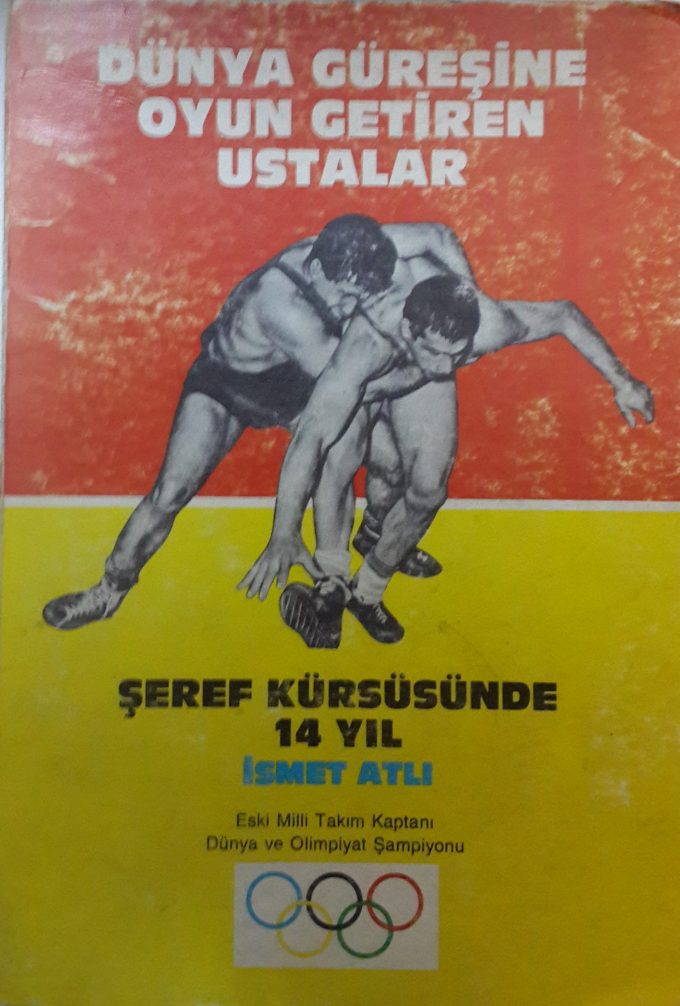 DÜNYA GÜREŞİNE
OYUN GETİREN
USTALAR
ŞEREF KÜRSÜSÜNDE
14 YIL
İSMET ATLI
Eski Milli Takım Kaptanı
Dünya ve Olimpiyat Şampiyonu